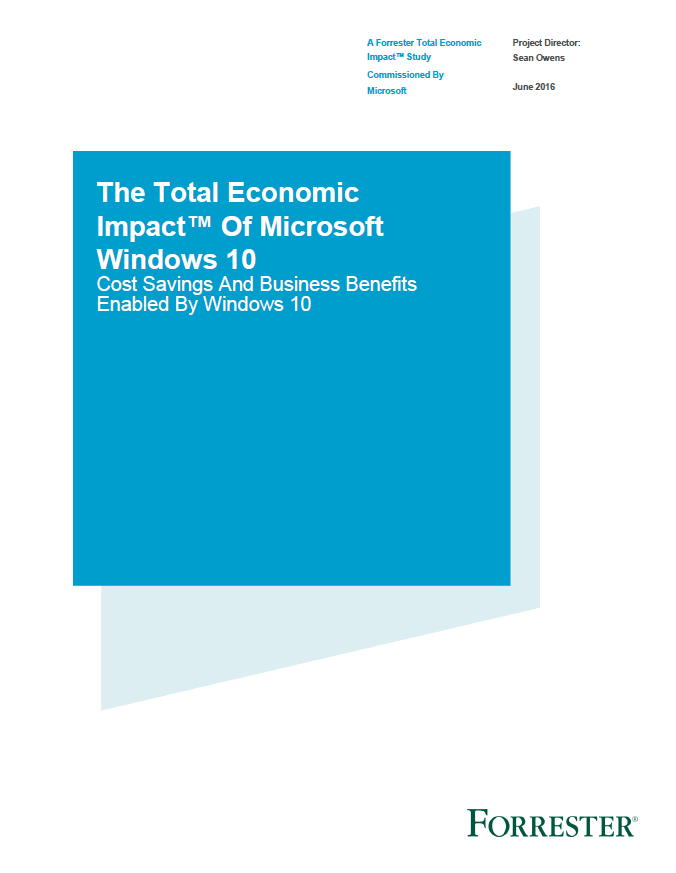 A Forrester Total Economic
Impact™ Study
Commissioned By
Microsoft
Project Director:
Sean Owens
June 2016
The Total Economic
Impact™ Of Microsoft
Windows 10
Cost Savings And Business Benefits
Enabled By Windows 10
FORRESTER®